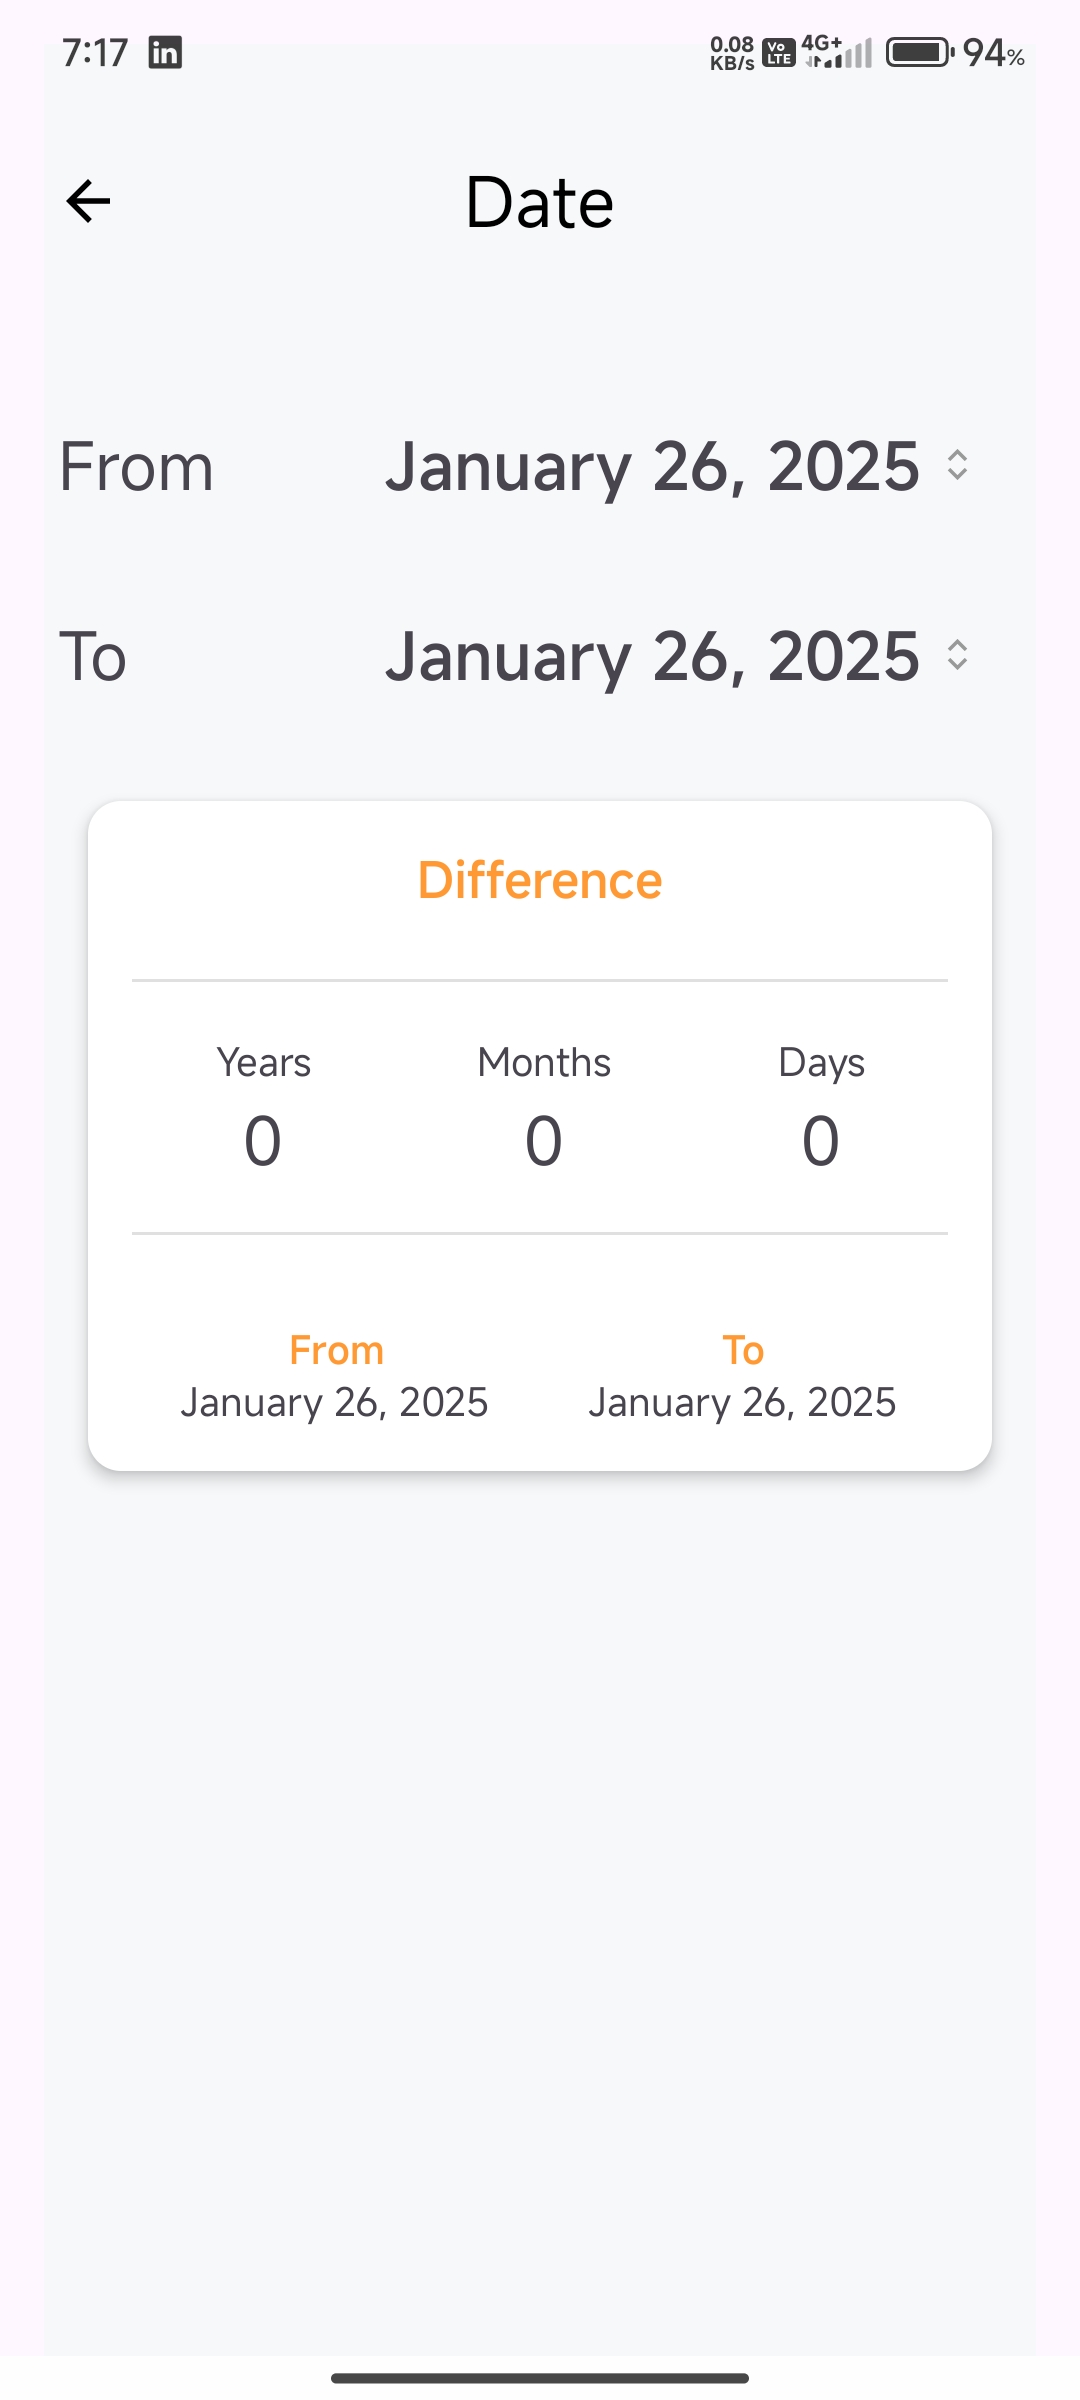 7:17 in 0.08 KB/s Vo LTE 4G+ 94%
Date
From January 26, 2025
To January 26, 2025
Difference
Years Months Days
0 0 0
From To
January 26, 2025 January 26, 2025